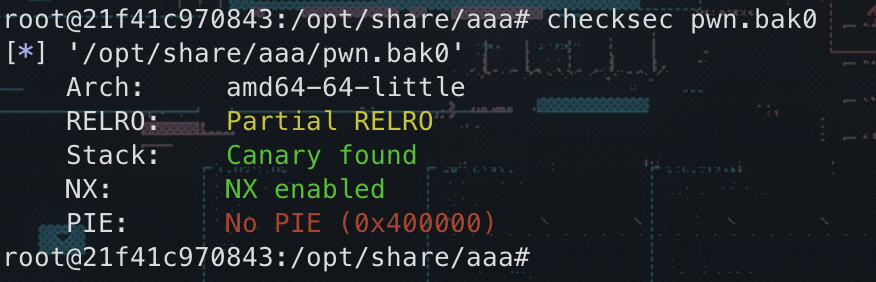 root@21f41c970843:/opt/share/aaa# checksec pwn.bak0
[*] '/opt/share/aaa/pwn.bak0'
    Arch:     amd64-64-little
    RELRO:    Partial RELRO
    Stack:    Canary found
    NX:       NX enabled
    PIE:      No PIE (0x400000)
root@21f41c970843:/opt/share/aaa#